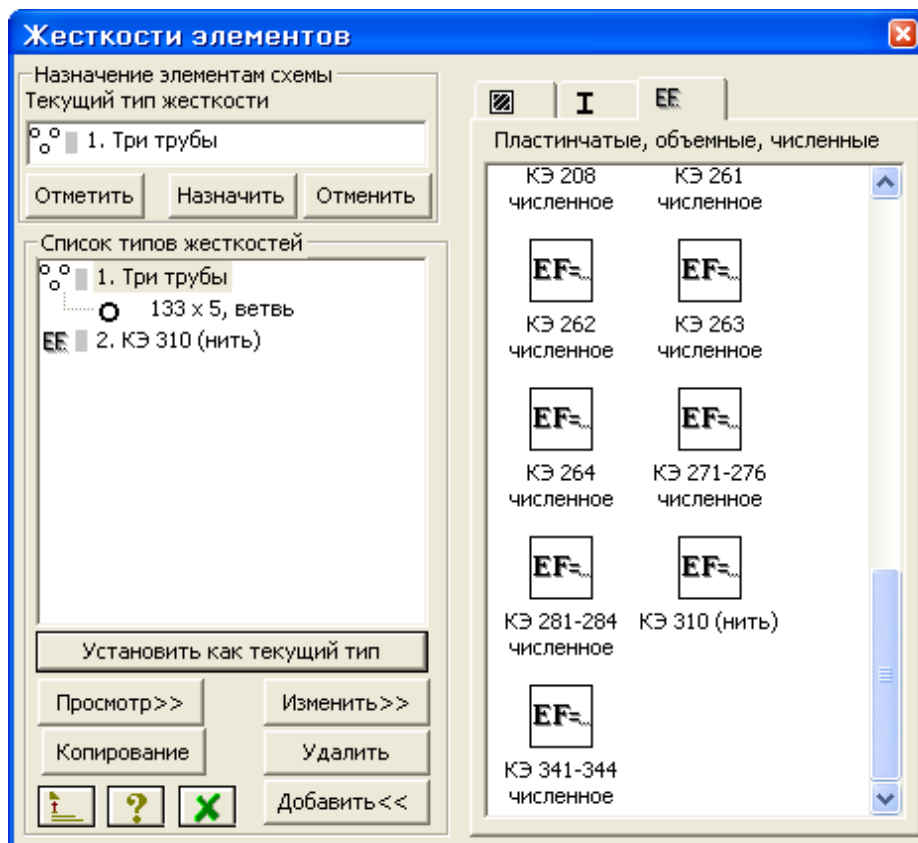 Жесткости элементов
Назначение элементам схемы
Текущий тип жесткости
1. Три трубы
Отметить
Назначить
Отменить
Список типов жесткостей
1. Три трубы
133 x 5, ветвь
EF 2. КЭ 310 (нить)
Установить как текущий тип
Просмотр>>
Изменить>>
Копирование
Удалить
?
Добавить<<
I
EF
Пластинчатые, объемные, численные
КЭ 208
численное
КЭ 261
численное
EF=...
КЭ 262
численное
EF=...
КЭ 263
численное
EF=...
КЭ 264
численное
EF=...
КЭ 271-276
численное
EF=...
КЭ 281-284
численное
EF=...
КЭ 310 (нить)
EF=...
КЭ 341-344
численное